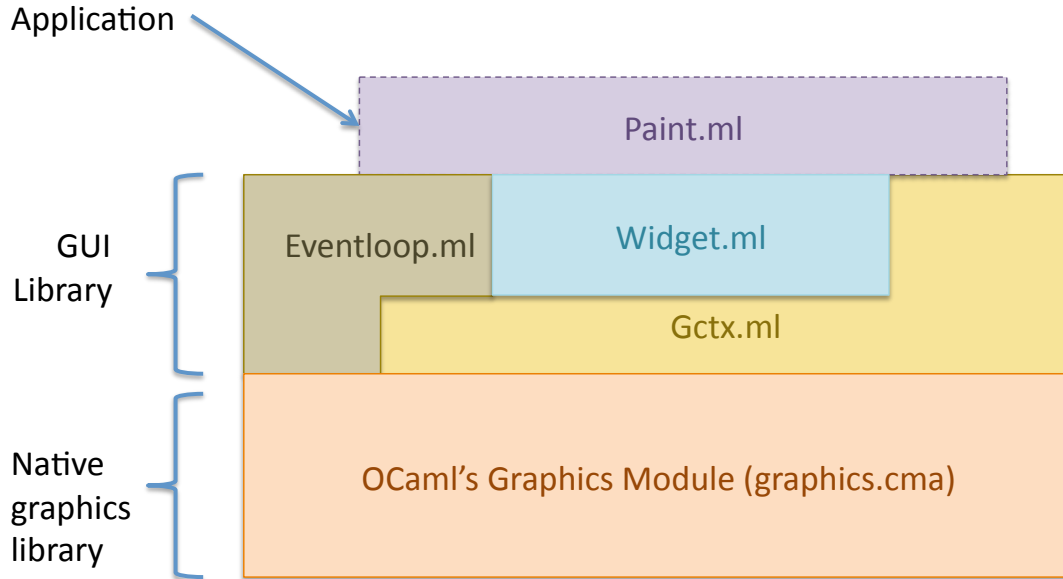 Application
Paint.ml
GUI
Library
Eventloop.ml
Widget.ml
Gctx.ml
Native
graphics
library
OCaml’s Graphics Module (graphics.cma)